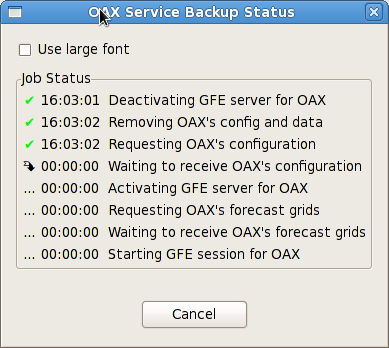 OAX Service Backup Status
Use large font
Job Status
✔ 16:03:01 Deactivating GFE server for OAX
✔ 16:03:02 Removing OAX's config and data
✔ 16:03:02 Requesting OAX's configuration
00:00:00 Waiting to receive OAX's configuration
... 00:00:00 Activating GFE server for OAX
... 00:00:00 Requesting OAX's forecast grids
... 00:00:00 Waiting to receive OAX's forecast grids
... 00:00:00 Starting GFE session for OAX
Cancel